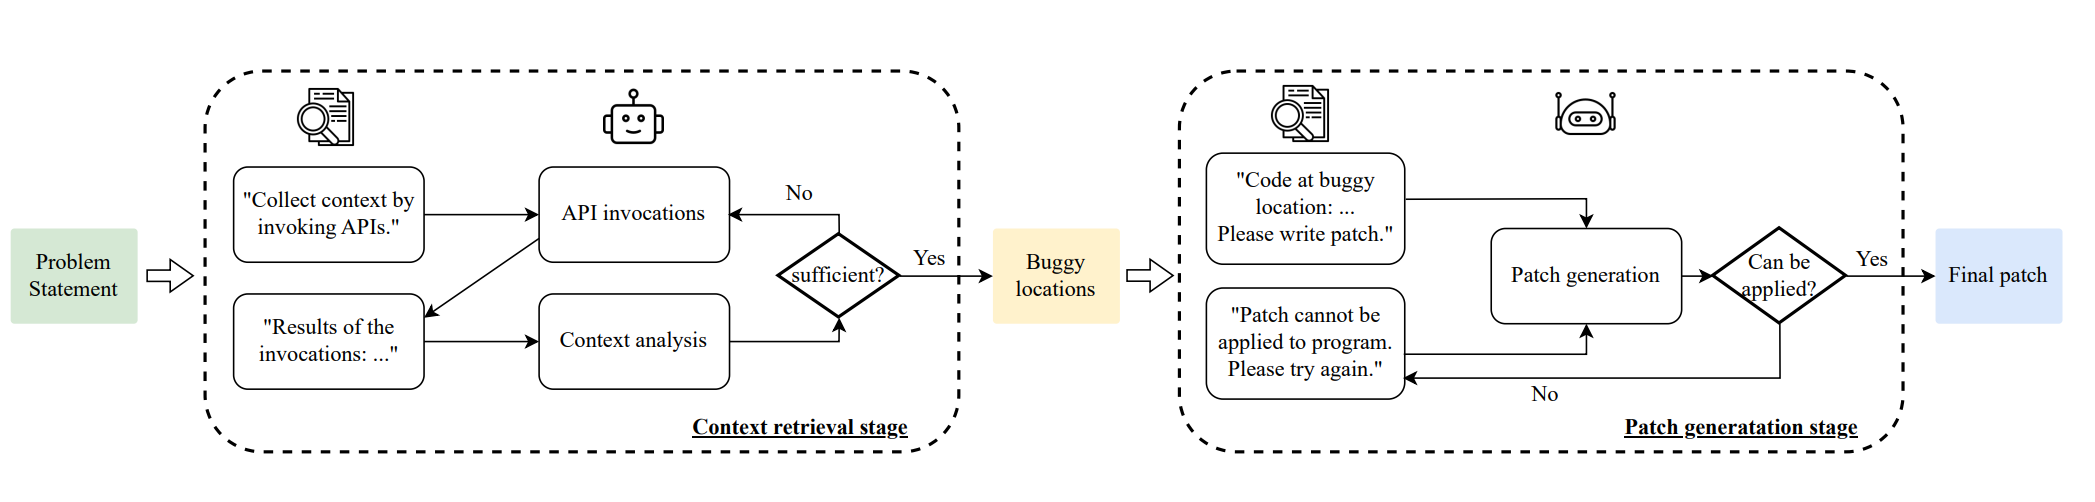 Problem
Statement
"Collect context by
invoking APIs."
API invocations
"Results of the
invocations: ..."
Context analysis
No
sufficient?
Yes
Context retrieval stage
Buggy
locations
"Code at buggy
location: ...
Please write patch."
"Patch cannot be
applied to program.
Please try again."
Patch generation
Can be
applied?
Yes
No
Patch generatation stage
Final patch